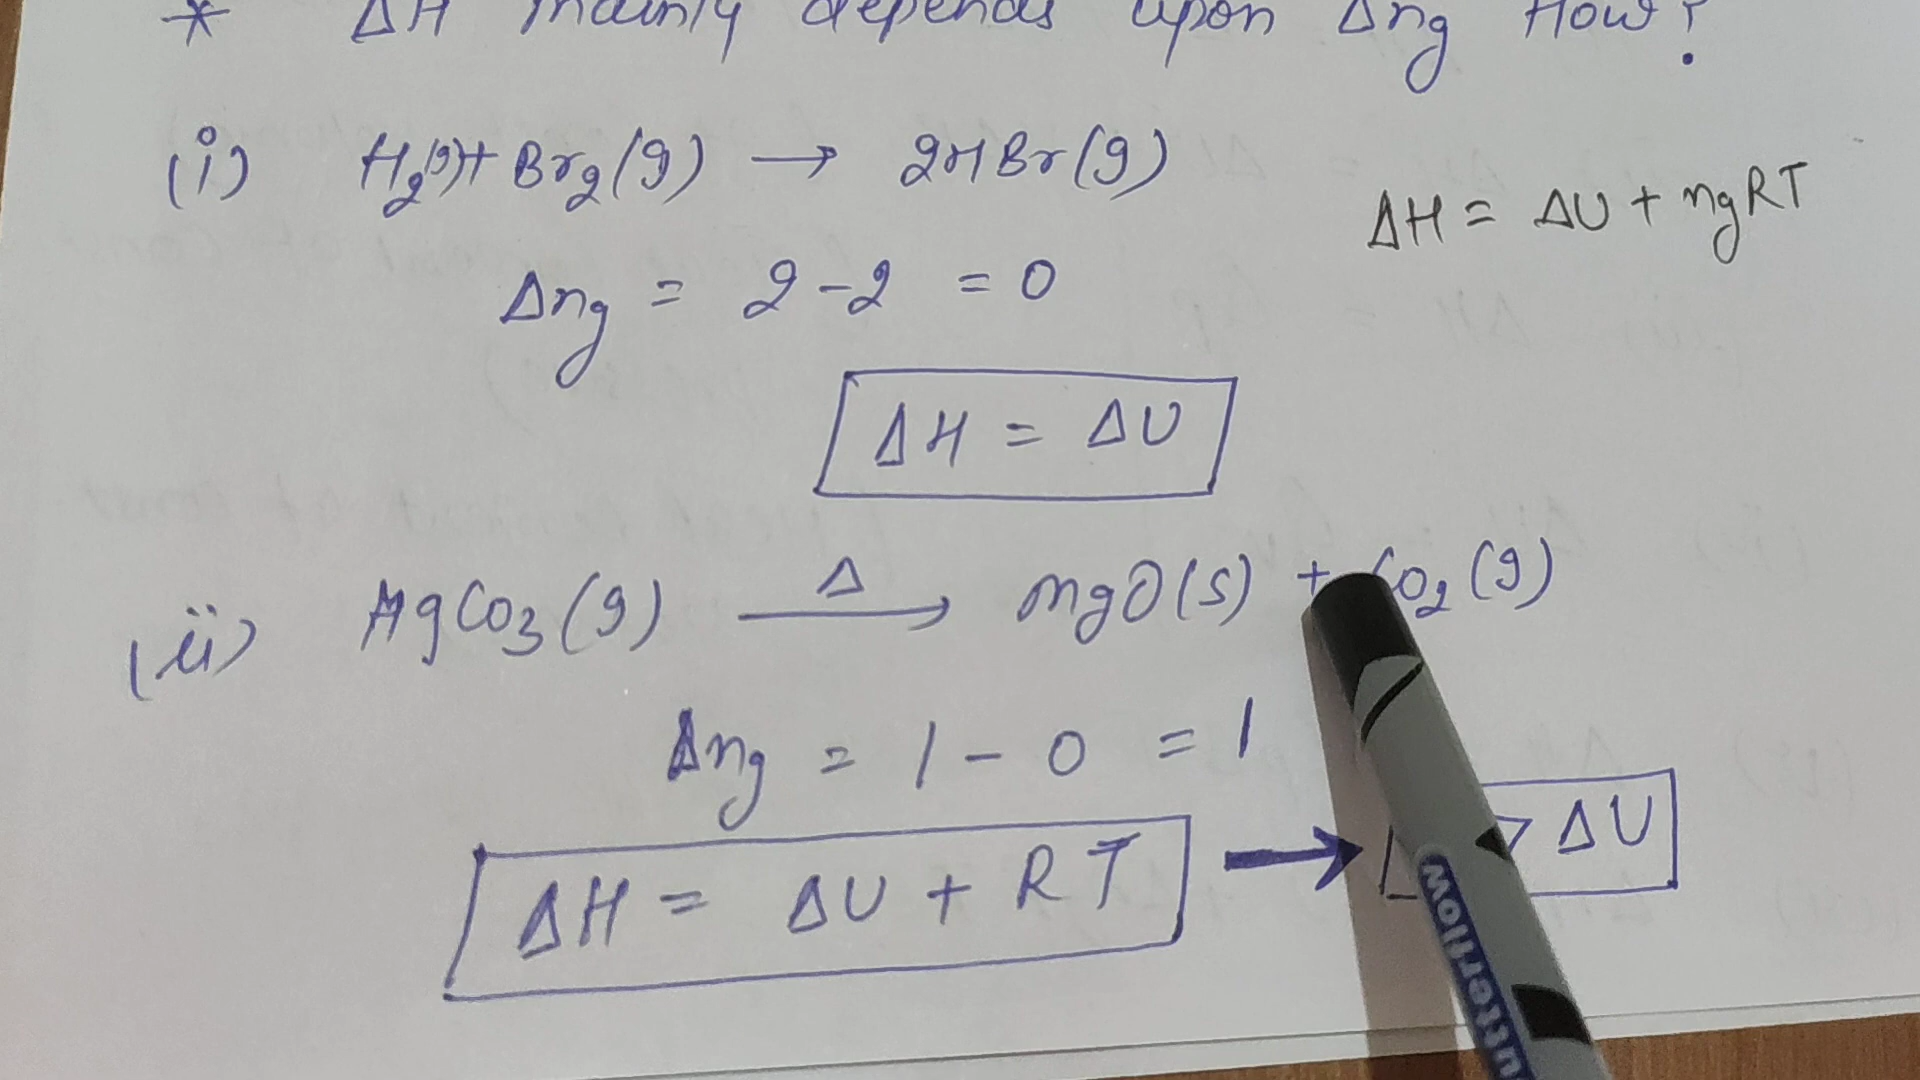 * ΔH mainly depends upon Δng How?
(i) H2(g)+ Br2(g) → 2HBr(g)
ΔH = ΔU + ngRT
Δng = 2-2 = 0
ΔH = ΔU
(ii) MgCO3(g) Δ→ mgO(s) + CO2(g)
Δng = 1 - 0 = 1
ΔH = ΔU + RT → > ΔU
utterflow